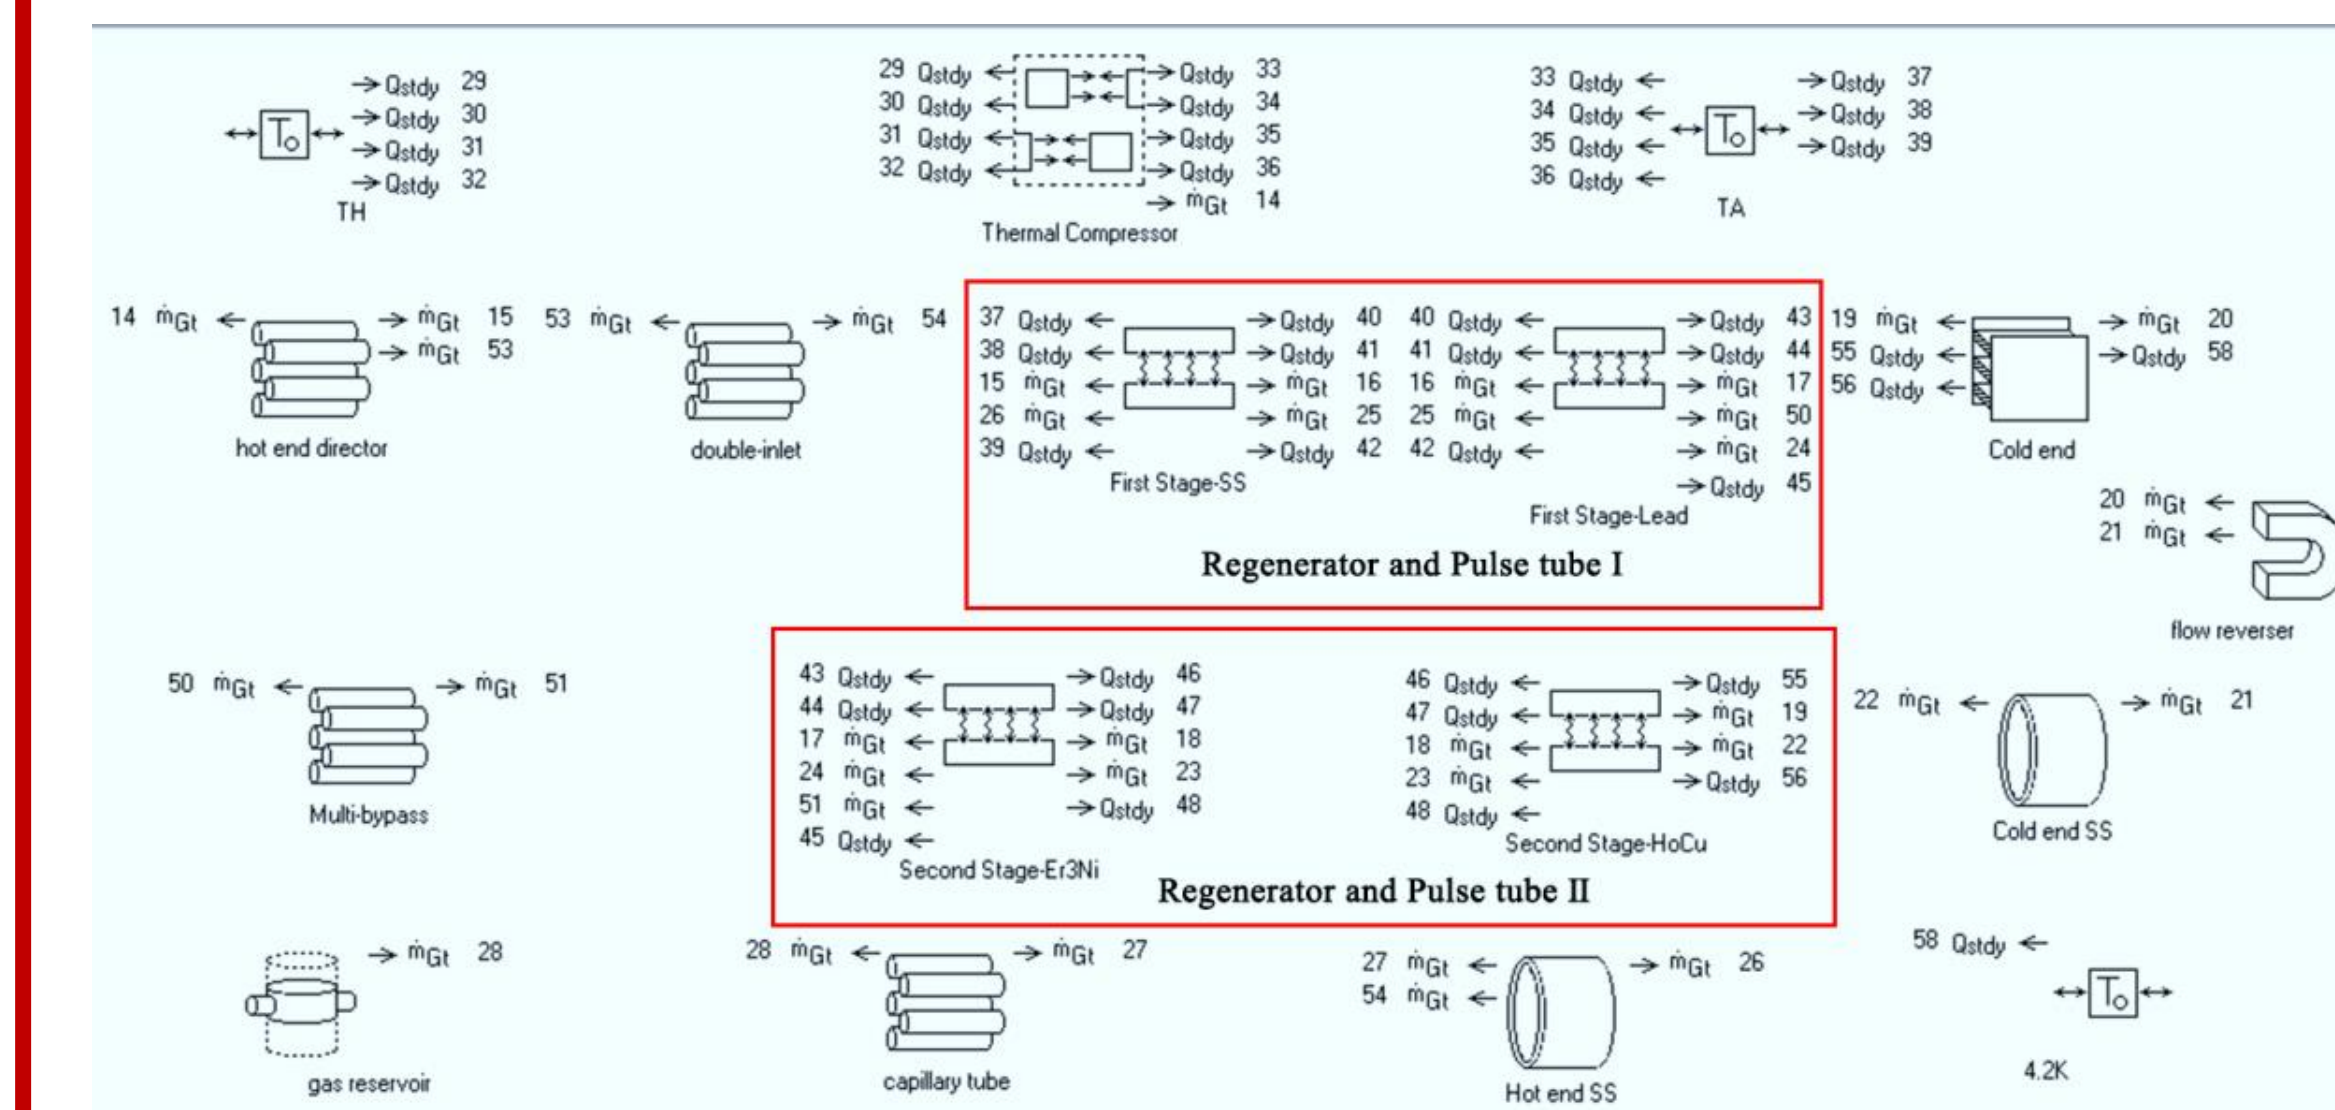 Qstdy 29
Qstdy 30
Qstdy 31
Qstdy 32
To
TH
29 Qstdy Qstdy 33
30 Qstdy Qstdy 34
31 Qstdy Qstdy 35
32 Qstdy Qstdy 36
ṁGt 14
Thermal Compressor
33 Qstdy Qstdy 37
34 Qstdy Qstdy 38
35 Qstdy Qstdy 39
36 Qstdy
To
TA
14 ṁGt ṁGt 15
ṁGt 53
hot end director
53 ṁGt ṁGt 54
double-inlet
37 Qstdy Qstdy 40
38 Qstdy Qstdy 41
15 ṁGt ṁGt 16
26 ṁGt ṁGt 25
39 Qstdy Qstdy 42
First Stage-SS
40 Qstdy Qstdy 43
41 Qstdy Qstdy 44
16 ṁGt ṁGt 17
25 ṁGt ṁGt 50
42 Qstdy ṁGt 24
Qstdy 45
First Stage-Lead
Regenerator and Pulse tube I
19 ṁGt ṁGt 20
55 Qstdy Qstdy 58
56 Qstdy
Cold end
20 ṁGt
21 ṁGt
flow reverser
50 ṁGt ṁGt 51
Multi-bypass
43 Qstdy Qstdy 46
44 Qstdy Qstdy 47
17 ṁGt ṁGt 18
24 ṁGt ṁGt 23
51 ṁGt Qstdy 48
45 Qstdy
Second Stage-Er3Ni
46 Qstdy Qstdy 55
47 Qstdy ṁGt 19
18 ṁGt ṁGt 22
23 ṁGt Qstdy 56
48 Qstdy
Second Stage-HoCu
Regenerator and Pulse tube II
22 ṁGt ṁGt 21
Cold end SS
ṁGt 28
gas reservoir
28 ṁGt ṁGt 27
capillary tube
27 ṁGt ṁGt 26
54 ṁGt
Hot end SS
58 Qstdy
To
4.2K